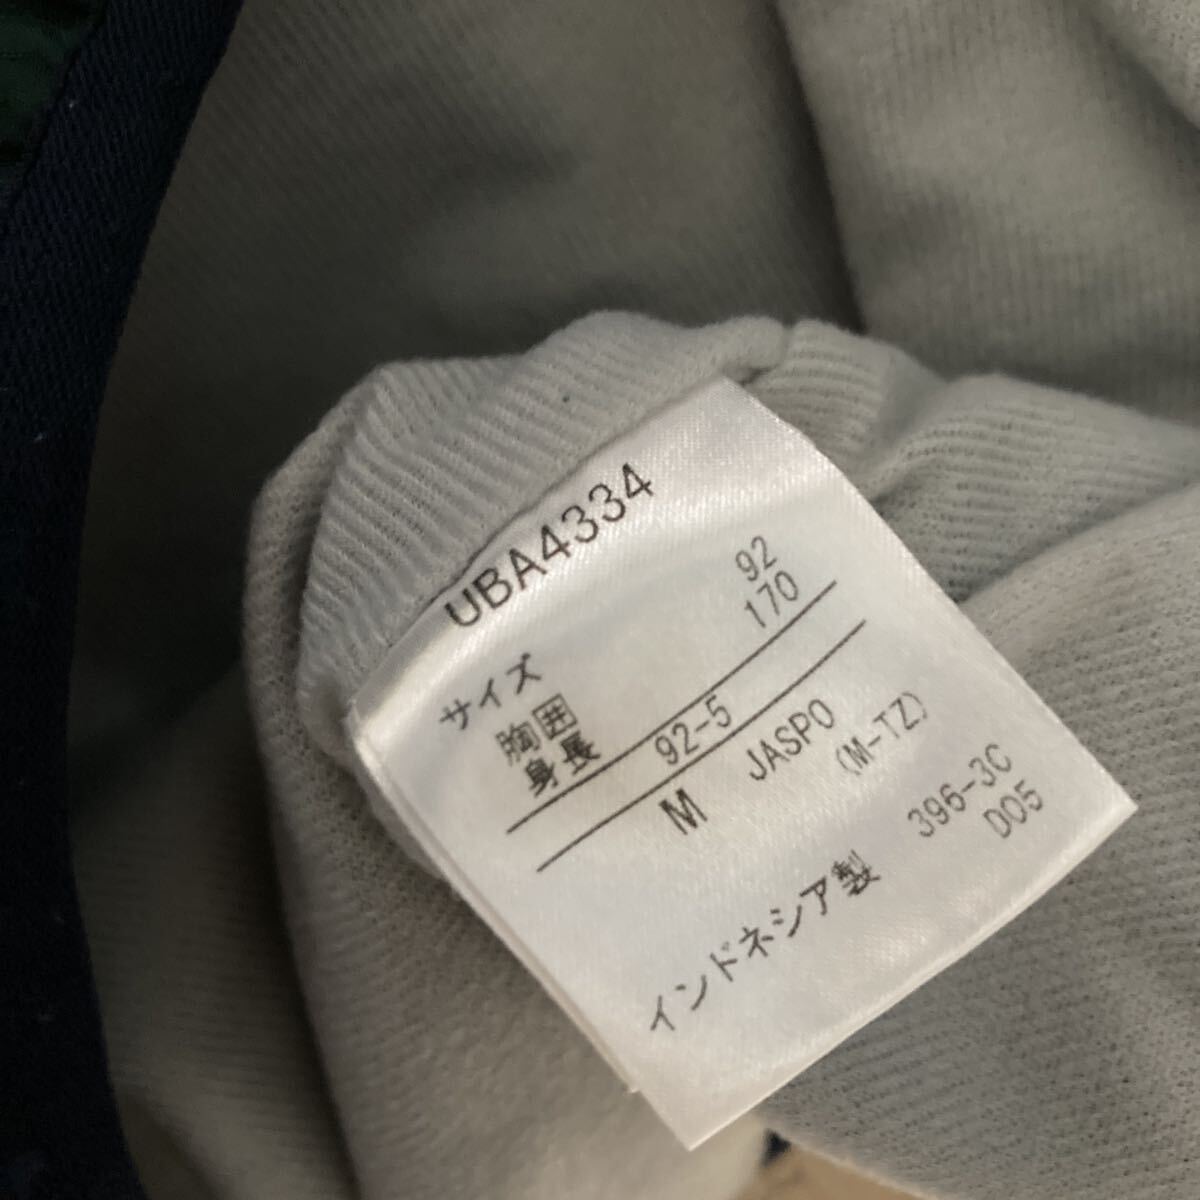 UBA4334
サイズ
胸囲 92
身長 170
92-5
M JASPO
(M-TZ)
396-3C
D05
インドネシア製